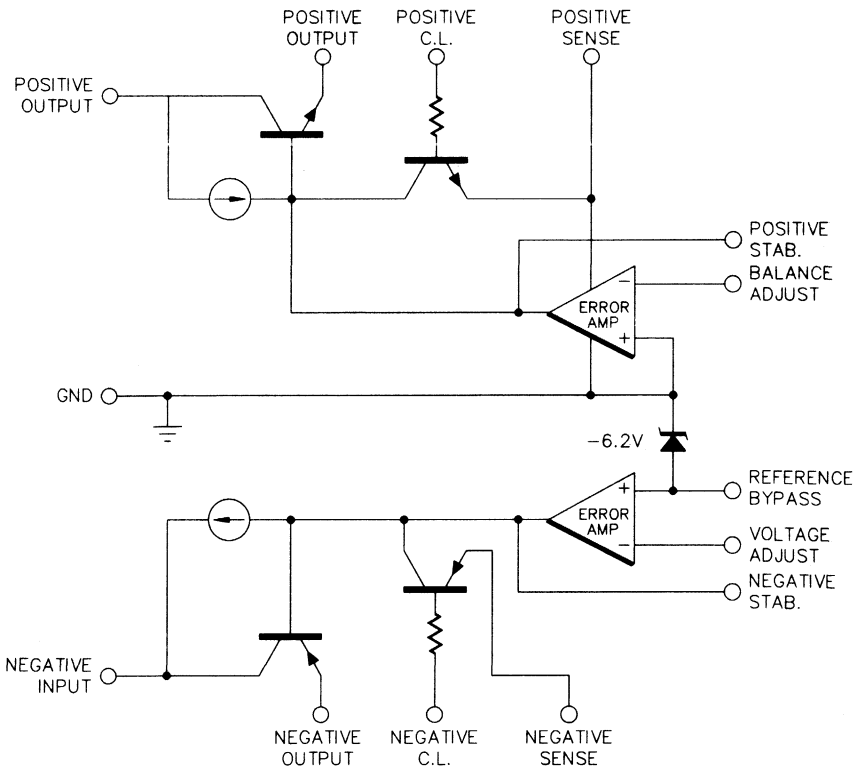 POSITIVE
OUTPUT
POSITIVE
C.L.
POSITIVE
SENSE
POSITIVE
OUTPUT
POSITIVE
STAB.
BALANCE
ADJUST
−
ERROR
AMP
+
GND
−6.2V
REFERENCE
BYPASS
+
ERROR
AMP
−
VOLTAGE
ADJUST
NEGATIVE
STAB.
NEGATIVE
INPUT
NEGATIVE
OUTPUT
NEGATIVE
C.L.
NEGATIVE
SENSE